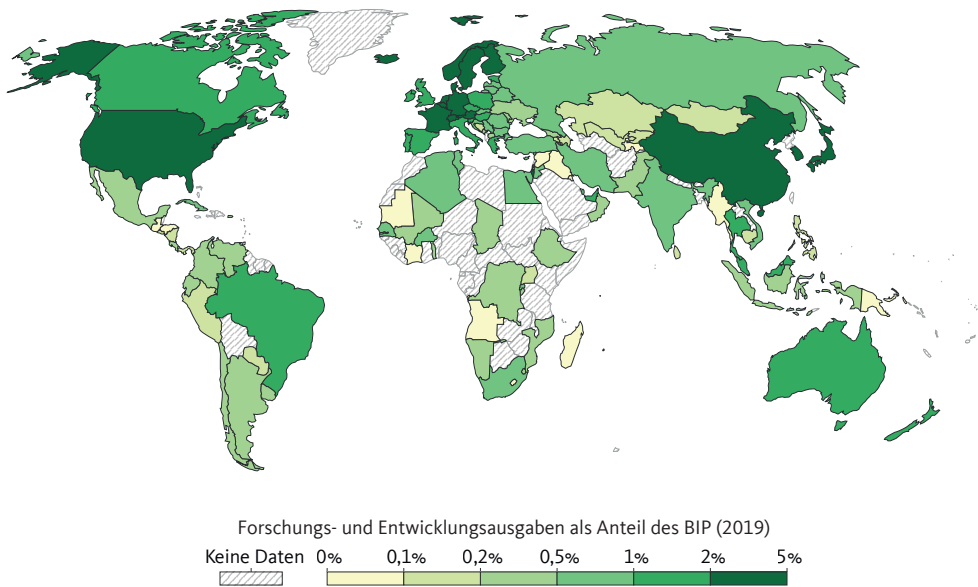 Forschungs- und Entwicklungsausgaben als Anteil des BIP (2019)
Keine Daten 0% 0,1% 0,2% 0,5% 1% 2% 5%